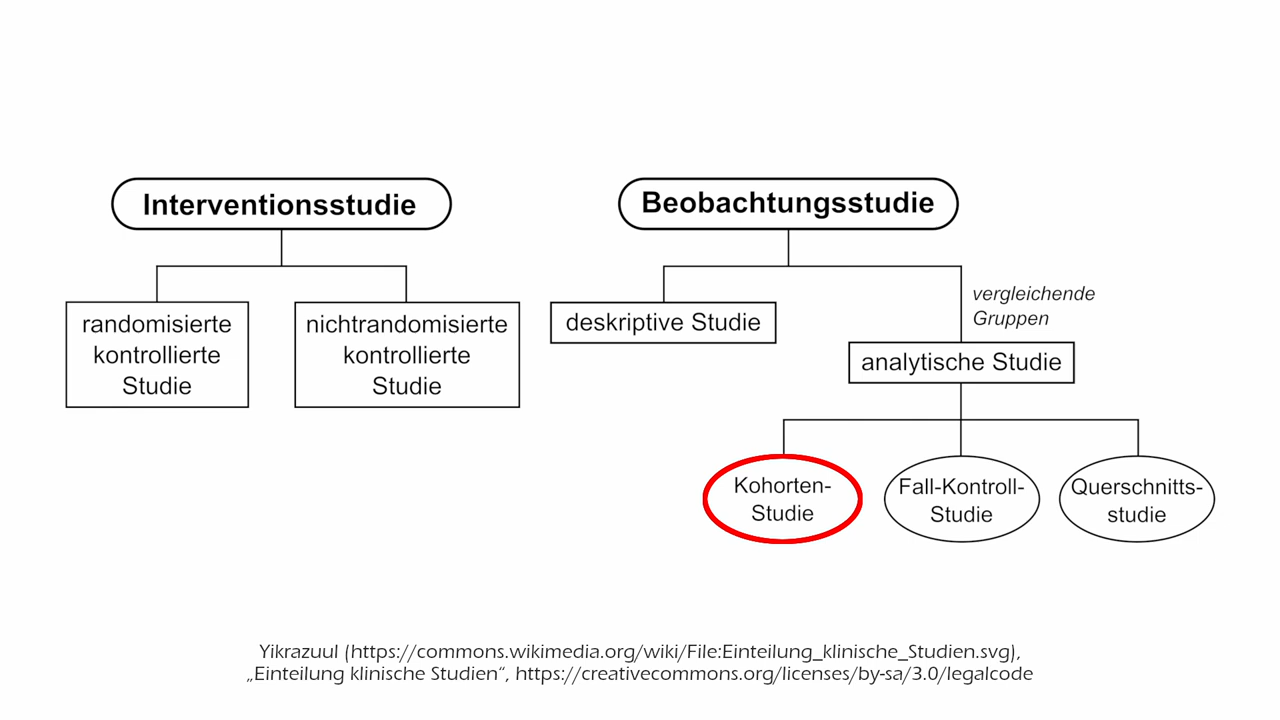 Interventionsstudie
randomisierte
kontrollierte
Studie
nichtrandomisierte
kontrollierte
Studie
Beobachtungsstudie
deskriptive Studie
vergleichende
Gruppen
analytische Studie
Kohorten-
Studie
Fall-Kontroll-
Studie
Querschnitts-
studie
Yikrazuul (https://commons.wikimedia.org/wiki/File:Einteilung_klinische_Studien.svg),
„Einteilung klinische Studien“, https://creativecommons.org/licenses/by-sa/3.0/legalcode